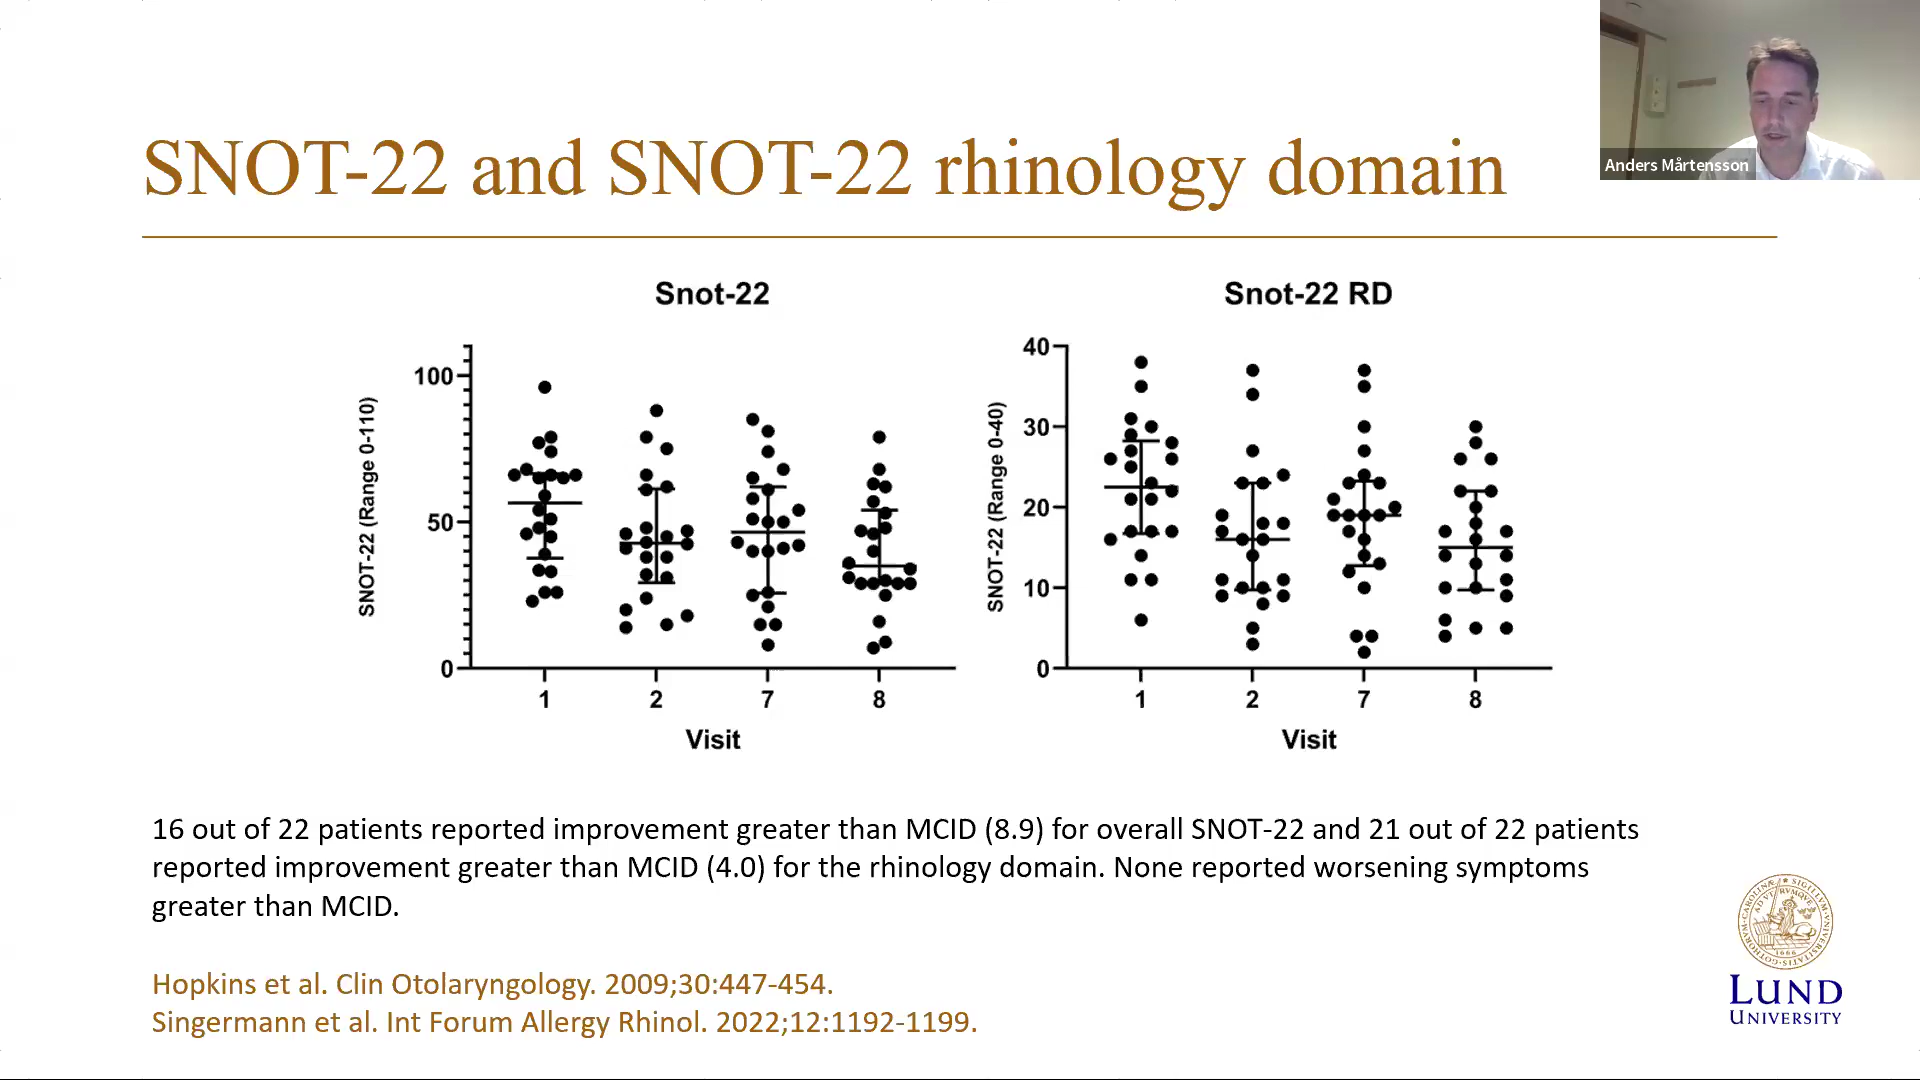 Anders Mårtensson
SNOT-22 and SNOT-22 rhinology domain
Snot-22
SNOT-22 (Range 0-110)
100
50
0
1 2 7 8
Visit
Snot-22 RD
SNOT-22 (Range 0-40)
40
30
20
10
0
1 2 7 8
Visit
16 out of 22 patients reported improvement greater than MCID (8.9) for overall SNOT-22 and 21 out of 22 patients
reported improvement greater than MCID (4.0) for the rhinology domain. None reported worsening symptoms
greater than MCID.
Hopkins et al. Clin Otolaryngology. 2009;30:447-454.
Singermann et al. Int Forum Allergy Rhinol. 2022;12:1192-1199.
LUND
UNIVERSITY